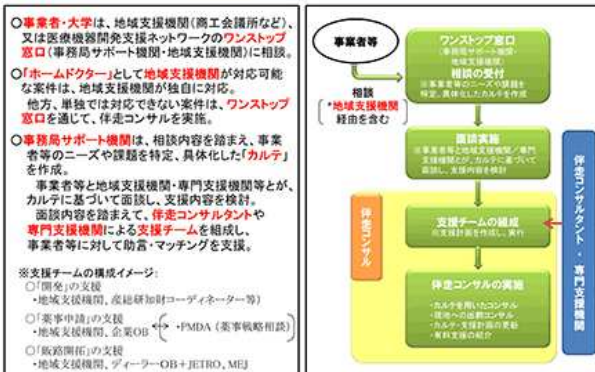 ○事業者・大学は、地域支援機関(商工会議所など)、
又は医療機器開発支援ネットワークのワンストップ
窓口(事務局サポート機関・地域支援機関)に相談。
○「ホームドクター」として地域支援機関が対応可能
な案件は、地域支援機関が独自に対応。
他方、単独では対応できない案件は、ワンストップ
窓口を通じて、伴走コンサルを実施。
○事務局サポート機関は、相談内容を踏まえ、事業
者等のニーズや課題を特定、具体化した「カルテ」
を作成。
事業者等と地域支援機関・専門支援機関等とが、
カルテに基づいて面談し、支援内容を検討。
面談内容を踏まえて、伴走コンサルタントや
専門支援機関による支援チームを組成し、
事業者等に対して助言・マッチングを支援。
※支援チームの構成イメージ:
○「開発」の支援
・地域支援機関、産総研知財コーディネーター等)
○「薬事申請」の支援
・地域支援機関、企業OB ・PMDA(薬事戦略相談)
○「販路開拓」の支援
・地域支援機関、ディーラーOB+JETRO, MEJ
事業者等
相談
*地域支援機関
経由を含む
ワンストップ窓口
(事務局サポート機関・
地域支援機関)
相談の受付
※事業者等のニーズや課題を
特定、具体化したカルテを作成
面談実施
※事業者等と地域支援機関/専門
支援機関とが、カルテに基づいて
面談し、支援内容を検討
支援チームの組成
※支援計画を作成し、実行
伴走コンサルの実施
・カルテを用いたコンサル
・現地への出張コンサル
・カルテ・支援計画の更新
・有料支援の紹介
伴走コンサル
伴走コンサルタント・専門支援機関